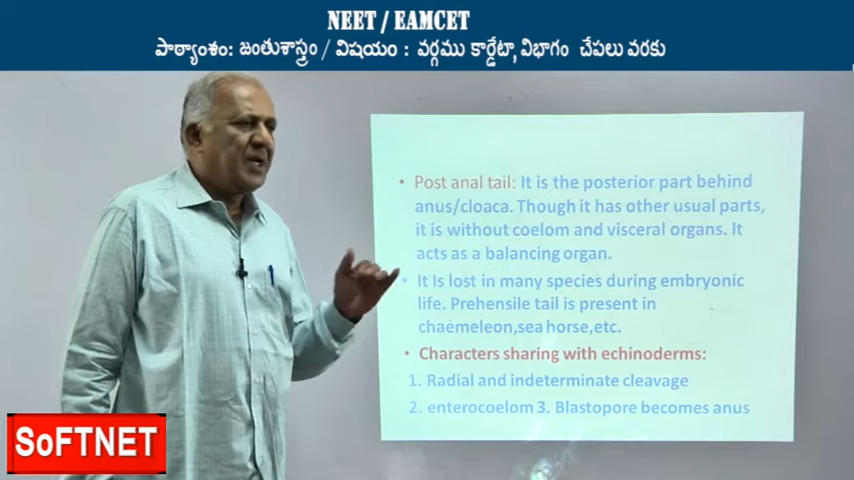 NEET / EAMCET
పాఠ్యాంశం: జంతుశాస్త్రం / విషయం : వర్గము కార్డేటా, విభాగం చేపలు వరకు
• Post anal tail: It is the posterior part behind
anus/cloaca. Though it has other usual parts,
it is without coelom and visceral organs. It
acts as a balancing organ.
• It Is lost in many species during embryonic
life. Prehensile tail is present in
chaemeleon,sea horse,etc.
• Characters sharing with echinoderms:
1. Radial and indeterminate cleavage
2. enterocoelom 3. Blastopore becomes anus
SoFTNET